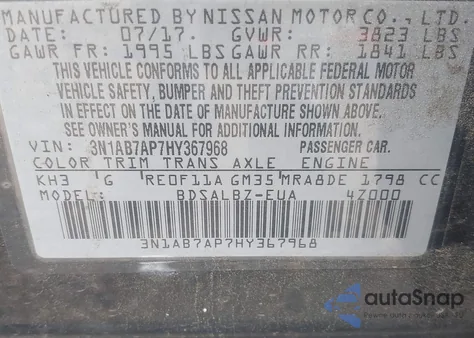 MANUFACTURED BY NISSAN MOTOR CO., LTD.
DATE: 07/17. GVWR: 3823 LBS
GAWR FR: 1995 LBS GAWR RR: 1841 LBS
THIS VEHICLE CONFORMS TO ALL APPLICABLE FEDERAL MOTOR
VEHICLE SAFETY, BUMPER AND THEFT PREVENTION STANDARDS
IN EFFECT ON THE DATE OF MANUFACTURE SHOWN ABOVE.
SEE OWNER'S MANUAL FOR ADDITIONAL INFORMATION.
VIN: 3N1AB7AP7HY367968 PASSENGER CAR.
COLOR TRIM TRANS AXLE ENGINE
KH3 G RE0F11A GM35 MRA8DE 1798 CC
MODEL: BDSALBZ-EUA 4Z000
3N1AB7AP7HY367968
autoSnap